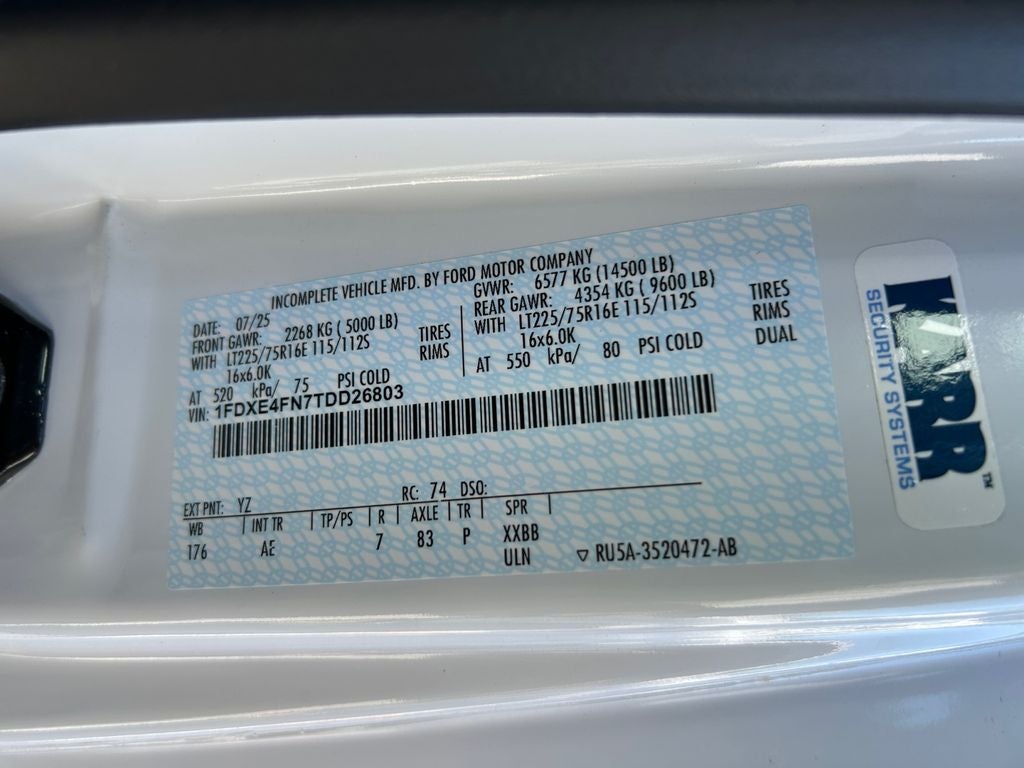 INCOMPLETE VEHICLE MFD. BY FORD MOTOR COMPANY
DATE: 07/25
FRONT GAWR: 2268 KG ( 5000 LB)
WITH LT225/75R16E 115/112S TIRES
16x6.0K RIMS
AT 520 kPa/ 75 PSI COLD
GVWR: 6577 KG (14500 LB)
REAR GAWR: 4354 KG ( 9600 LB)
WITH LT225/75R16E 115/112S TIRES
16x6.0K RIMS
AT 550 kPa/ 80 PSI COLD DUAL
VIN: 1FDXE4FN7TDD26803
EXT PNT: YZ RC: 74 DSO:
WB INT TR TP/PS R AXLE TR SPR
176 AE 7 83 P XXBB
ULN RU5A-3520472-AB
KARR™
SECURITY SYSTEMS